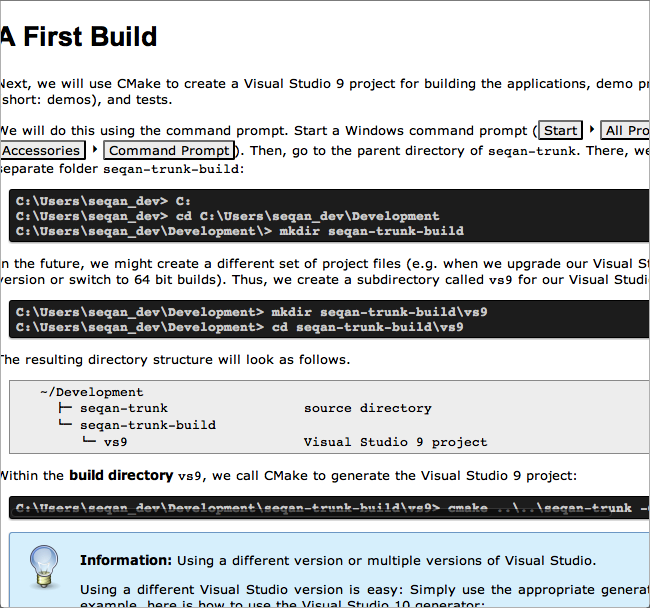 A First Build
Next, we will use CMake to create a Visual Studio 9 project for building the applications, demo
(short: demos), and tests.
We will do this using the command prompt. Start a Windows command prompt (Start ▸ All
Accessories ▸ Command Prompt). Then, go to the parent directory of seqan-trunk. There,
separate folder seqan-trunk-build:
C:\Users\seqan_dev> C:
C:\Users\seqan_dev> cd C:\Users\seqan_dev\Development
C:\Users\seqan_dev\Development\> mkdir seqan-trunk-build
In the future, we might create a different set of project files (e.g. when we upgrade our Visual
version or switch to 64 bit builds). Thus, we create a subdirectory called vs9 for our Visual
C:\Users\seqan_dev\Development> mkdir seqan-trunk-build\vs9
C:\Users\seqan_dev\Development> cd seqan-trunk-build\vs9
The resulting directory structure will look as follows.
~/Development
├─ seqan-trunk source directory
└─ seqan-trunk-build
└─ vs9 Visual Studio 9 project
Within the build directory vs9, we call CMake to generate the Visual Studio 9 project:
C:\Users\seqan_dev\Development\seqan-trunk-build\vs9> cmake ..\..\seqan-trunk
Information: Using a different version or multiple versions of Visual Studio.
Using a different Visual Studio version is easy: Simply use the appropriate
example, here is how to use the Visual Studio 10 generator: